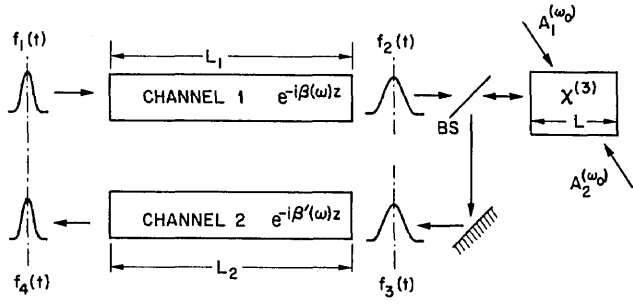 f₁(t)
L₁
f₂(t)
A₁^(ω₀)
CHANNEL 1 e^-iβ(ω)z
BS
χ^(3)
L
A₂^(ω₀)
CHANNEL 2 e^-iβ'(ω)z
f₄(t)
L₂
f₃(t)